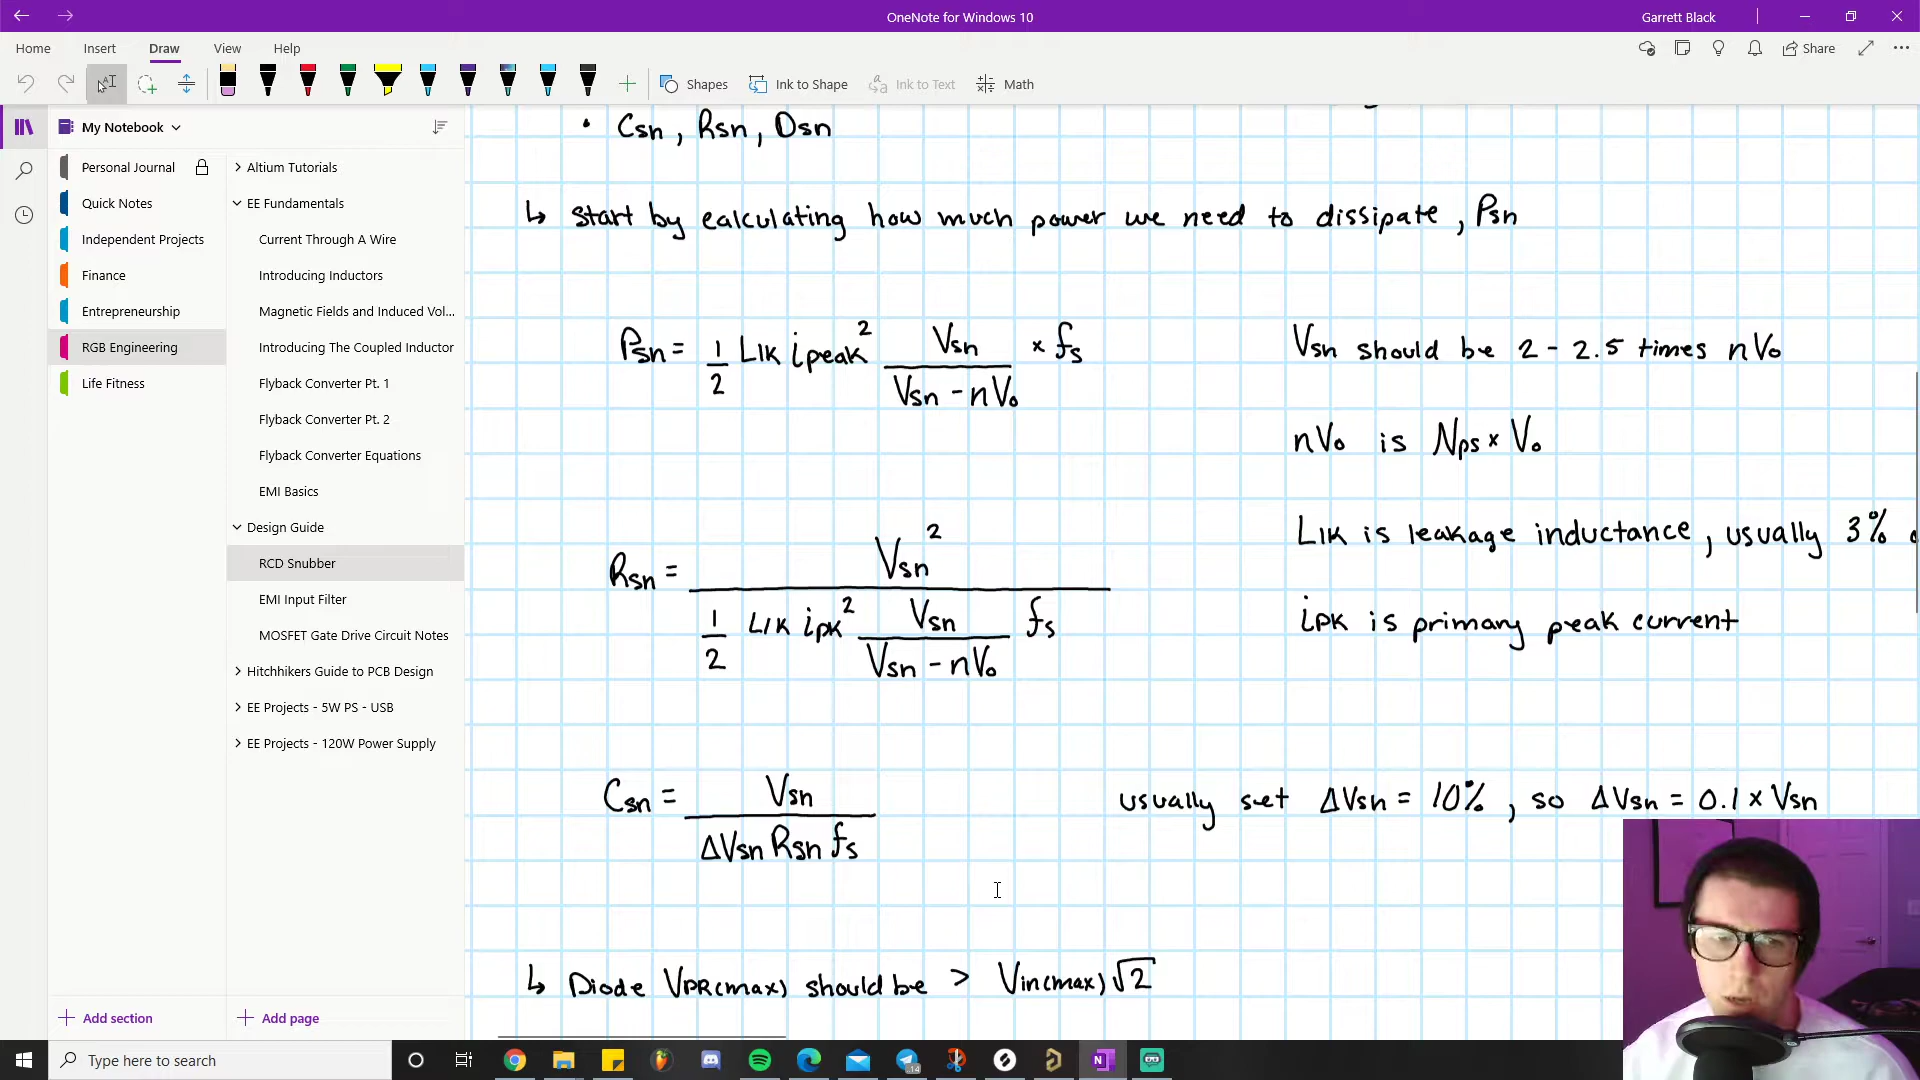 OneNote for Windows 10
Garrett Black
Home Insert Draw View Help
Share
Shapes Ink to Shape Ink to Text Math
My Notebook
Personal Journal
Quick Notes
Independent Projects
Finance
Entrepreneurship
RGB Engineering
Life Fitness
Add section
Altium Tutorials
EE Fundamentals
Current Through A Wire
Introducing Inductors
Magnetic Fields and Induced Vol...
Introducing The Coupled Inductor
Flyback Converter Pt. 1
Flyback Converter Pt. 2
Flyback Converter Equations
EMI Basics
Design Guide
RCD Snubber
EMI Input Filter
MOSFET Gate Drive Circuit Notes
Hitchhikers Guide to PCB Design
EE Projects - 5W PS - USB
EE Projects - 120W Power Supply
Add page
• Csn, Rsn, Dsn
↳ start by calculating how much power we need to dissipate, Psn
Psn = 1/2 Llk ipeak² Vsn/(Vsn - nVo) × fs
Vsn should be 2 - 2.5 times nVo
nVo is Nps × Vo
Llk is leakage inductance, usually 3%
Rsn = Vsn² / (1/2 Llk ipk² Vsn/(Vsn - nVo) fs)
ipk is primary peak current
Csn = Vsn / (ΔVsn Rsn fs)
usually set ΔVsn = 10%, so ΔVsn = 0.1 × Vsn
↳ Diode VPR(max) should be > Vin(max)√2
Type here to search
14